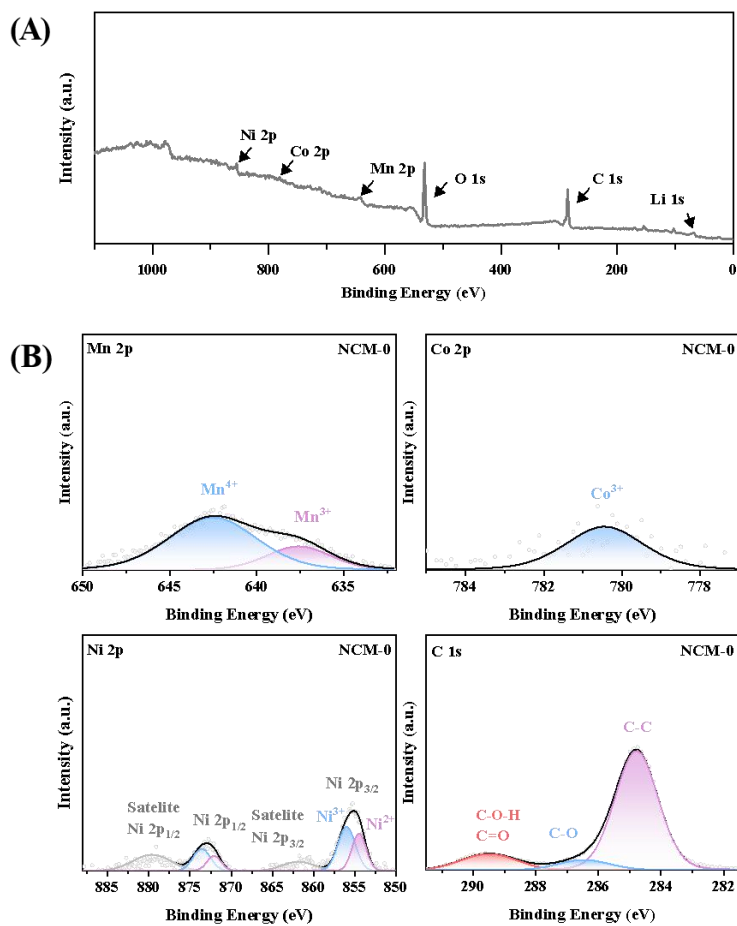 (A)
Intensity (a.u.)
Ni 2p
Co 2p
Mn 2p
O 1s
C 1s
Li 1s
1000 800 600 400 200 0
Binding Energy (eV)
(B)
Mn 2p NCM-0
Intensity (a.u.)
Mn⁴⁺
Mn³⁺
650 645 640 635
Binding Energy (eV)
Co 2p NCM-0
Intensity (a.u.)
Co³⁺
784 782 780 778
Binding Energy (eV)
Ni 2p NCM-0
Intensity (a.u.)
Satelite
Ni 2p₁/₂
Ni 2p₁/₂
Satelite
Ni 2p₃/₂
Ni 2p₃/₂
Ni³⁺
Ni²⁺
885 880 875 870 865 860 855 850
Binding Energy (eV)
C 1s NCM-0
Intensity (a.u.)
C-O-H
C=O
C-O
C-C
290 288 286 284 282
Binding Energy (eV)